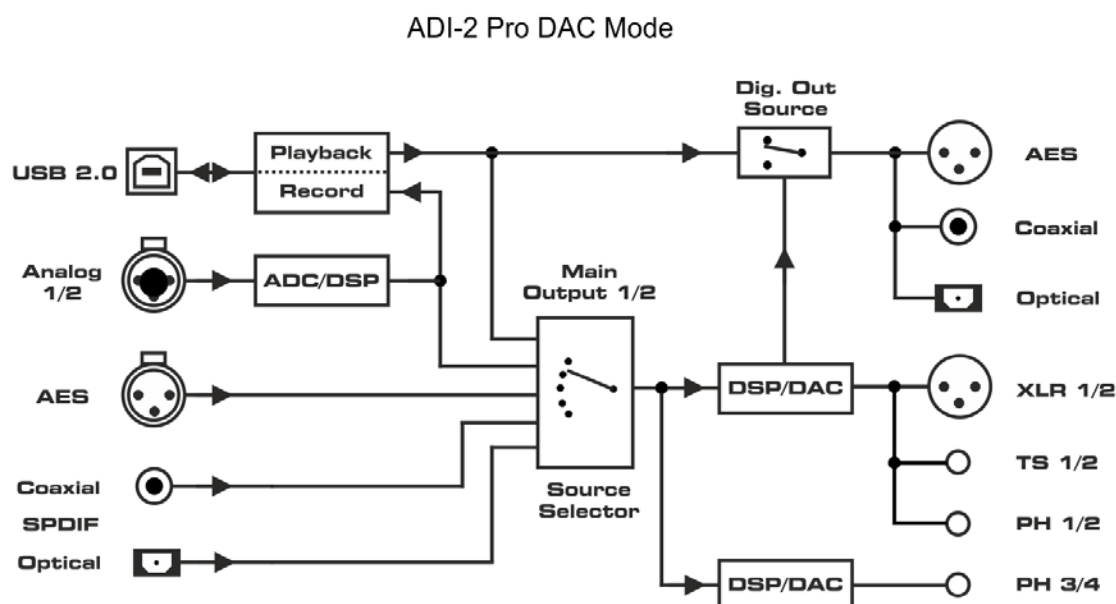 ADI-2 Pro DAC Mode
Dig. Out
Source
USB 2.0
Playback
Record
AES
Coaxial
Analog
1/2
ADC/DSP
Main
Output 1/2
Optical
AES
DSP/DAC
XLR 1/2
TS 1/2
Coaxial
Source
Selector
SPDIF
PH 1/2
Optical
DSP/DAC
PH 3/4